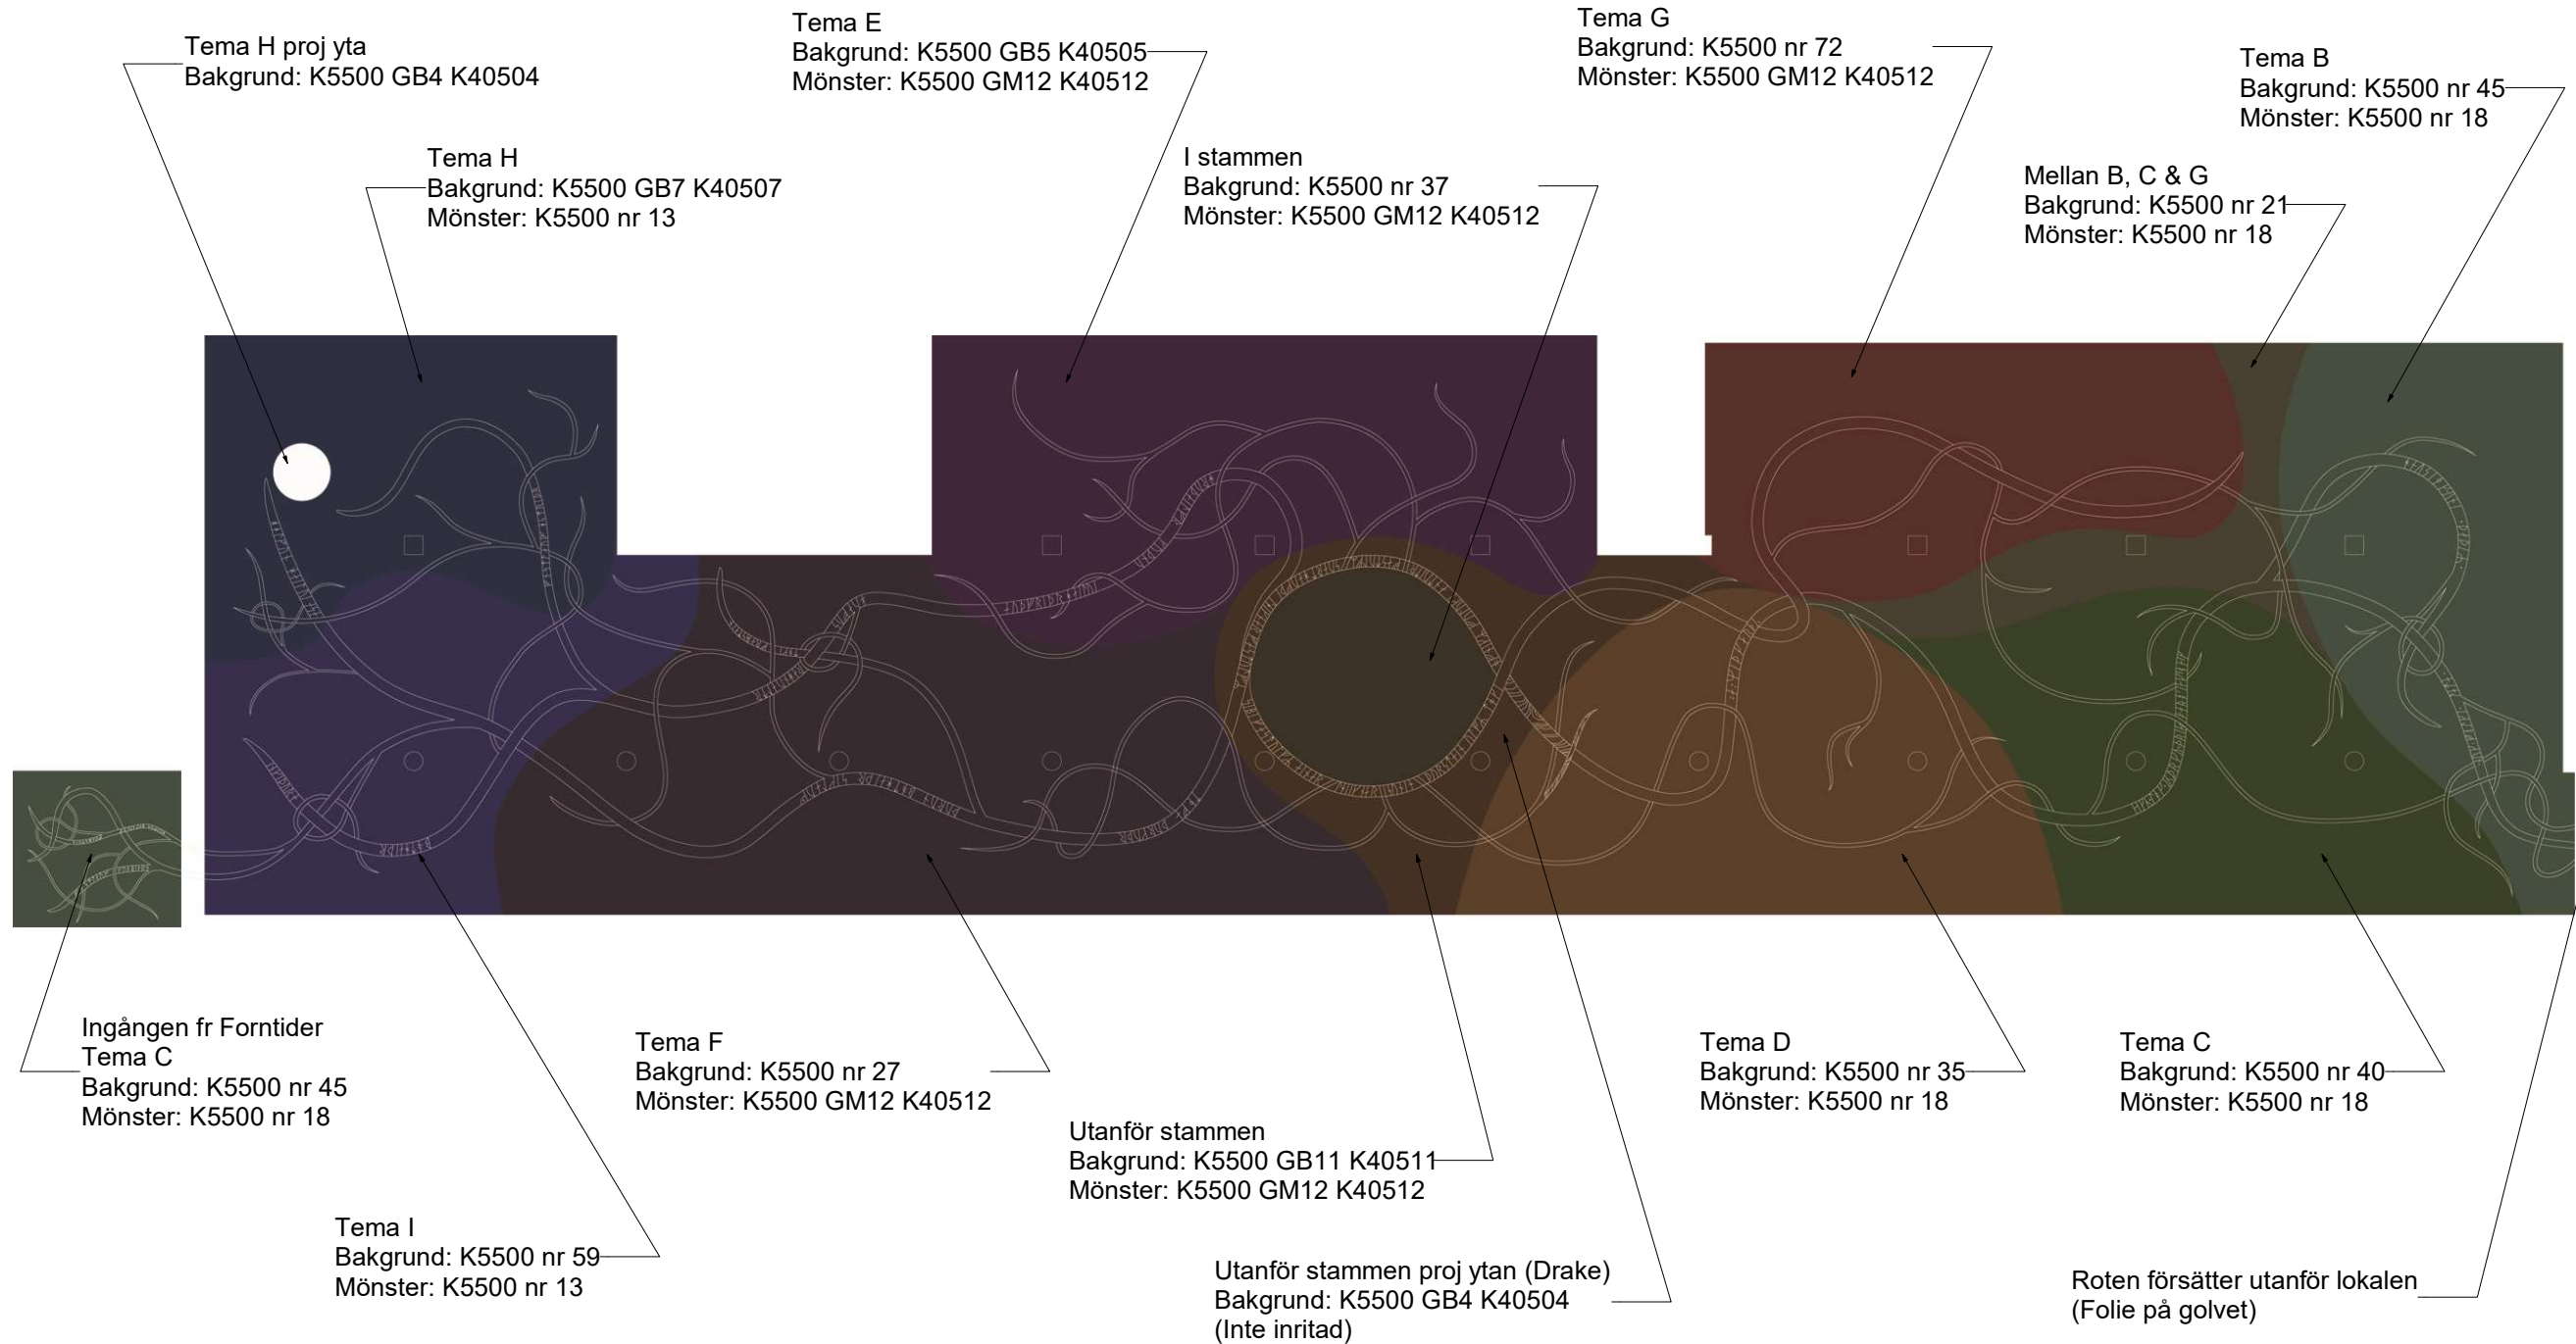 Tema H proj yta
Bakgrund: K5500 GB4 K40504
Tema H
Bakgrund: K5500 GB7 K40507
Mönster: K5500 nr 13
Tema E
Bakgrund: K5500 GB5 K40505
Mönster: K5500 GM12 K40512
I stammen
Bakgrund: K5500 nr 37
Mönster: K5500 GM12 K40512
Tema G
Bakgrund: K5500 nr 72
Mönster: K5500 GM12 K40512
Tema B
Bakgrund: K5500 nr 45
Mönster: K5500 nr 18
Mellan B, C & G
Bakgrund: K5500 nr 21
Mönster: K5500 nr 18
Ingången fr Forntider
Tema C
Bakgrund: K5500 nr 45
Mönster: K5500 nr 18
Tema I
Bakgrund: K5500 nr 59
Mönster: K5500 nr 13
Tema F
Bakgrund: K5500 nr 27
Mönster: K5500 GM12 K40512
Utanför stammen
Bakgrund: K5500 GB11 K40511
Mönster: K5500 GM12 K40512
Utanför stammen proj ytan (Drake)
Bakgrund: K5500 GB4 K40504
(Inte inritad)
Tema D
Bakgrund: K5500 nr 35
Mönster: K5500 nr 18
Tema C
Bakgrund: K5500 nr 40
Mönster: K5500 nr 18
Roten försätter utanför lokalen
(Folie på golvet)